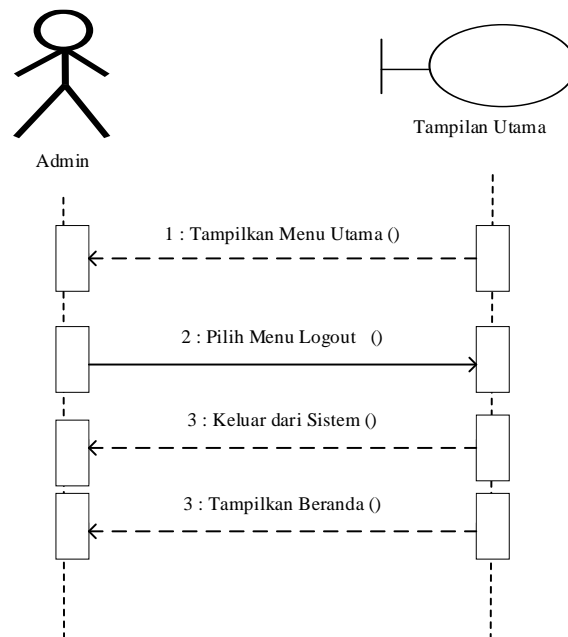 Tampilan Utama
Admin
1 : Tampilkan Menu Utama ()
2 : Pilih Menu Logout ()
3 : Keluar dari Sistem ()
3 : Tampilkan Beranda ()